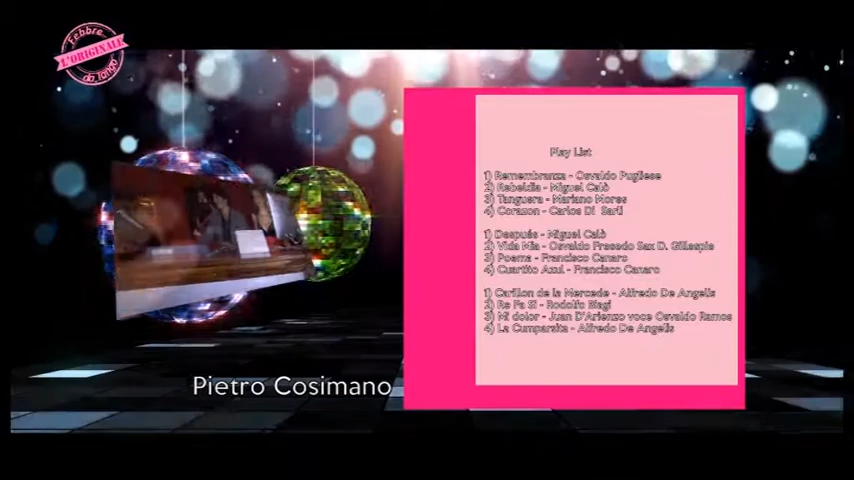 Febbre
L'ORIGINALE
da Tango
Play List
1) Remembranza - Osvaldo Pugliese
2) Rebeldia - Miguel Calò
3) Tanguera - Mariano Mores
4) Corazon - Carlos Di Sarli
1) Después - Miguel Calò
2) Vida Mia - Osvaldo Fresedo Sax D. Gillespie
3) Poema - Francisco Canaro
4) Cuartito Azul - Francisco Canaro
1) Carillon de la Mercede - Alfredo De Angelis
2) Re Fa Si - Rodolfo Biagi
3) Mi dolor - Juan D'Arienzo voce Osvaldo Ramos
4) La Cumparsita - Alfredo De Angelis
Pietro Cosimano